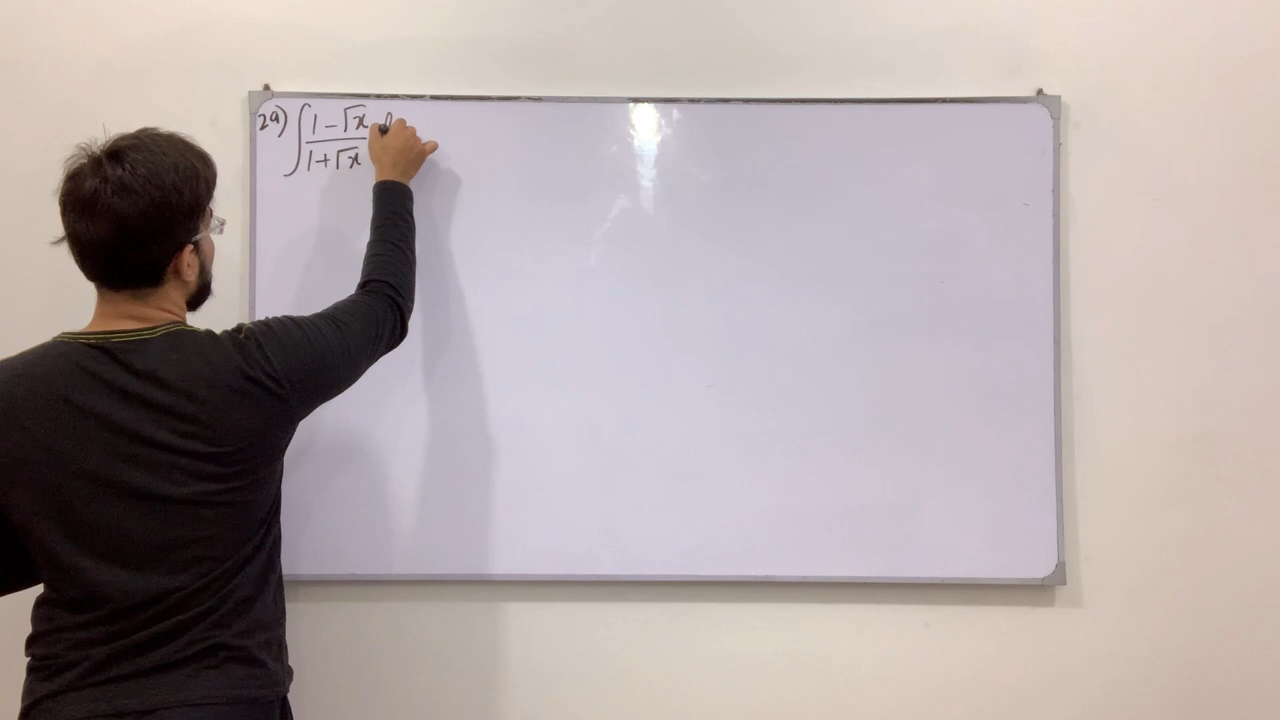 29) ∫ 1-√x / 1+√x d